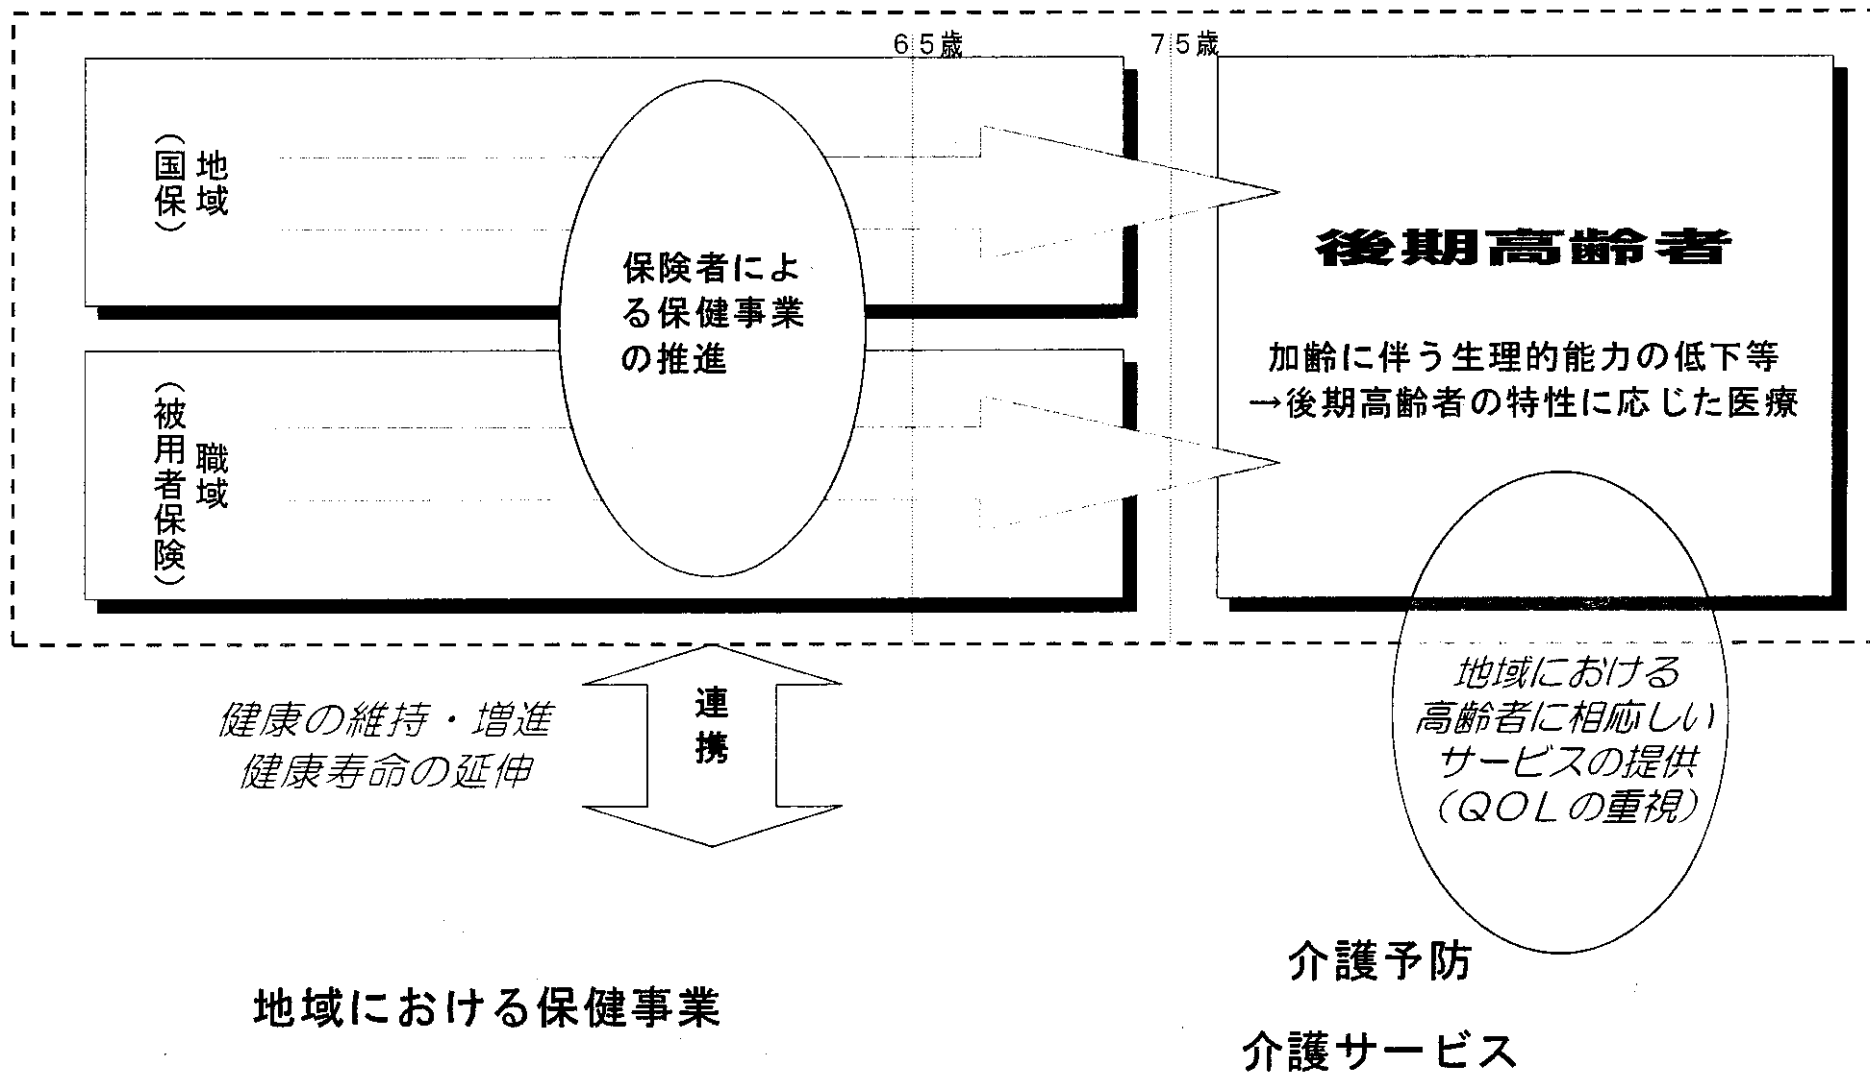 65歳
75歳
地域
（国保）
保険者によ
る保健事業
の推進
職域
（被用者保険）
後期高齢者
加齢に伴う生理的能力の低下等
→後期高齢者の特性に応じた医療
健康の維持・増進
健康寿命の延伸
連携
地域における
高齢者に相応しい
サービスの提供
（QOLの重視）
地域における保健事業
介護予防
介護サービス